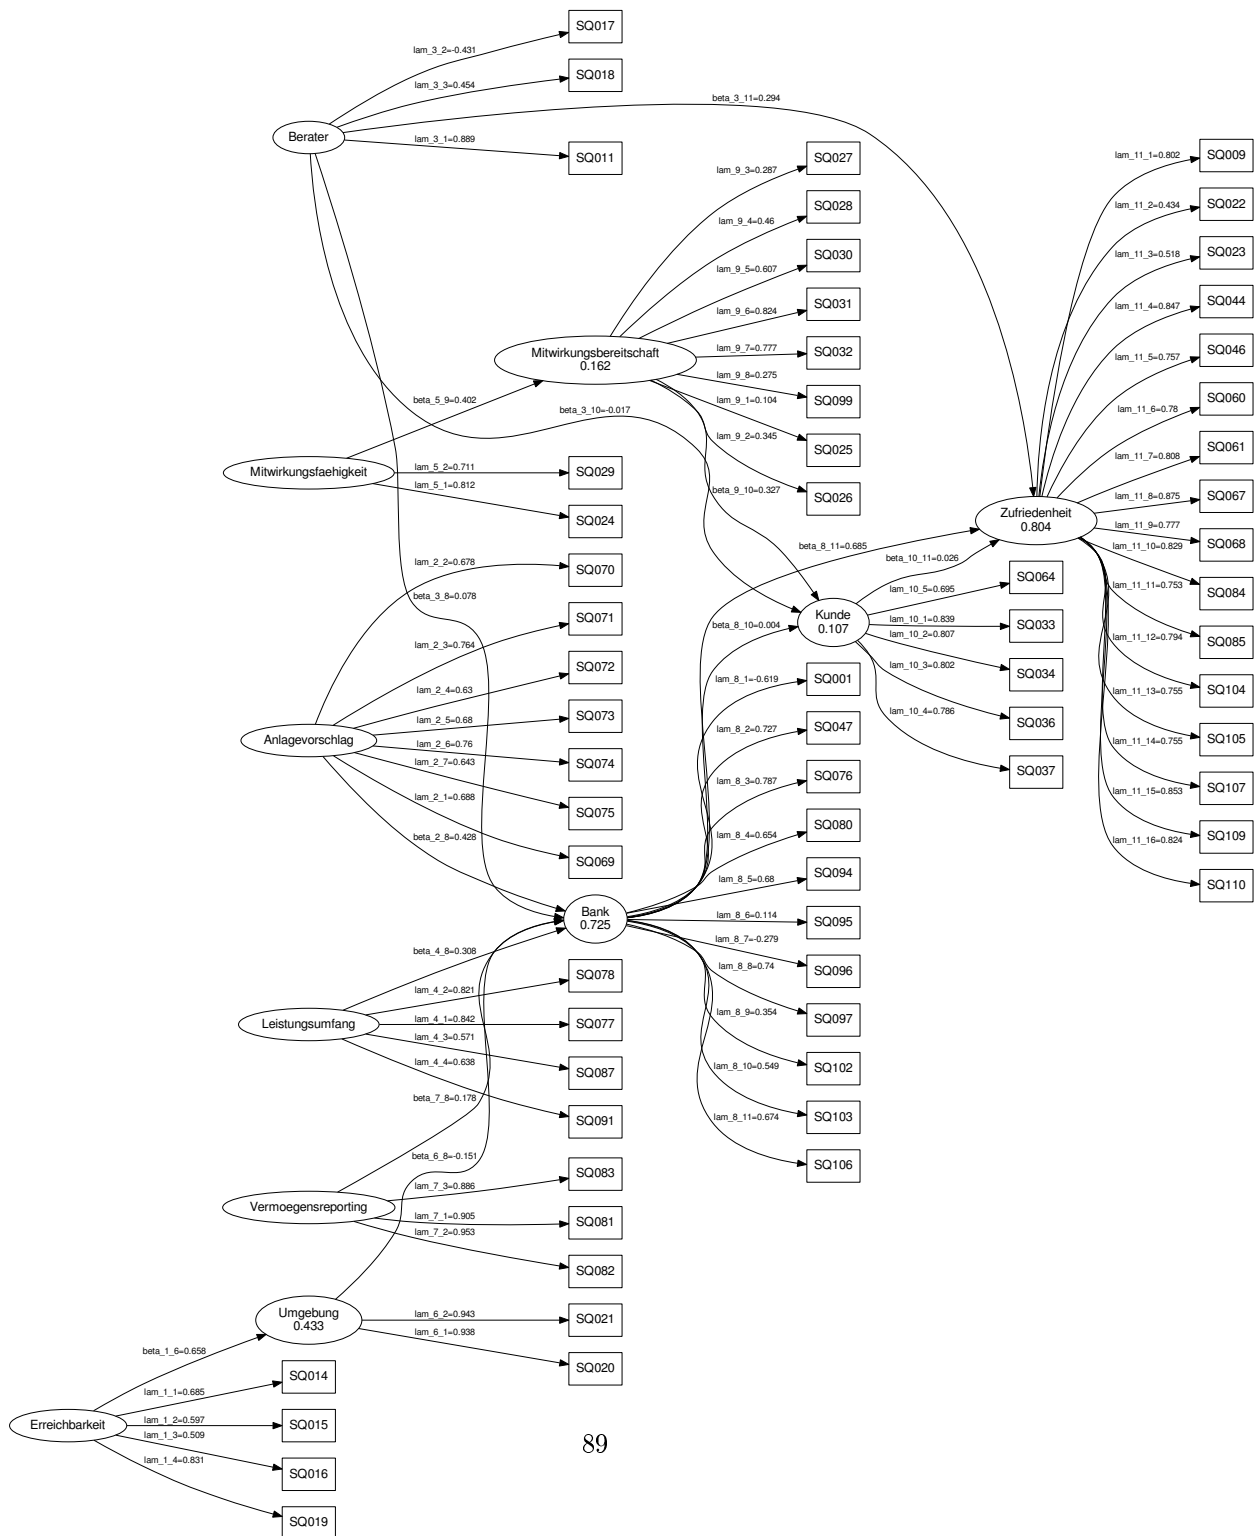 SQ017
lam_3_2=-0.431
SQ018
lam_3_3=0.454
beta_3_11=0.294
Berater
lam_3_1=0.889
SQ011
SQ027
lam_9_3=0.287
SQ028
lam_9_4=0.46
SQ030
lam_9_5=0.607
SQ031
lam_9_6=0.824
Mitwirkungsbereitschaft
0.162
lam_9_7=0.777
SQ032
lam_9_8=0.275
SQ099
lam_9_1=0.104
SQ025
lam_9_2=0.345
SQ026
beta_5_9=0.402
beta_3_10=-0.017
beta_9_10=0.327
Mitwirkungsfaehigkeit
lam_5_2=0.711
SQ029
lam_5_1=0.812
SQ024
lam_11_1=0.802
SQ009
lam_11_2=0.434
SQ022
lam_11_3=0.518
SQ023
lam_11_4=0.847
SQ044
lam_11_5=0.757
SQ046
lam_11_6=0.78
SQ060
lam_11_7=0.808
SQ061
lam_11_8=0.875
SQ067
Zufriedenheit
0.804
lam_11_9=0.777
SQ068
lam_11_10=0.829
SQ084
lam_11_11=0.753
SQ085
lam_11_12=0.794
SQ104
lam_11_13=0.755
SQ105
lam_11_14=0.755
SQ107
lam_11_15=0.853
SQ109
lam_11_16=0.824
SQ110
beta_8_11=0.685
beta_10_11=0.026
lam_10_5=0.695
SQ064
Kunde
0.107
lam_10_1=0.839
SQ033
lam_10_2=0.807
SQ034
lam_10_3=0.802
SQ036
lam_10_4=0.786
SQ037
lam_2_2=0.678
SQ070
beta_3_8=0.078
lam_2_3=0.764
SQ071
lam_2_4=0.63
SQ072
lam_2_5=0.68
SQ073
Anlagevorschlag
lam_2_6=0.76
SQ074
lam_2_7=0.643
SQ075
lam_2_1=0.688
SQ069
beta_2_8=0.428
beta_8_10=0.004
lam_8_1=-0.619
SQ001
lam_8_2=0.727
SQ047
lam_8_3=0.787
SQ076
lam_8_4=0.654
SQ080
lam_8_5=0.68
SQ094
Bank
0.725
lam_8_6=0.114
SQ095
lam_8_7=-0.279
SQ096
lam_8_8=0.74
SQ097
lam_8_9=0.354
SQ102
lam_8_10=0.549
SQ103
lam_8_11=0.674
SQ106
beta_4_8=0.308
lam_4_2=0.821
SQ078
Leistungsumfang
lam_4_1=0.842
SQ077
lam_4_3=0.571
SQ087
lam_4_4=0.638
SQ091
beta_7_8=0.178
beta_6_8=-0.151
lam_7_3=0.886
SQ083
Vermoegensreporting
lam_7_1=0.905
SQ081
lam_7_2=0.953
SQ082
Umgebung
0.433
lam_6_2=0.943
SQ021
lam_6_1=0.938
SQ020
beta_1_6=0.658
lam_1_1=0.685
SQ014
Erreichbarkeit
lam_1_2=0.597
SQ015
lam_1_3=0.509
SQ016
lam_1_4=0.831
SQ019
89